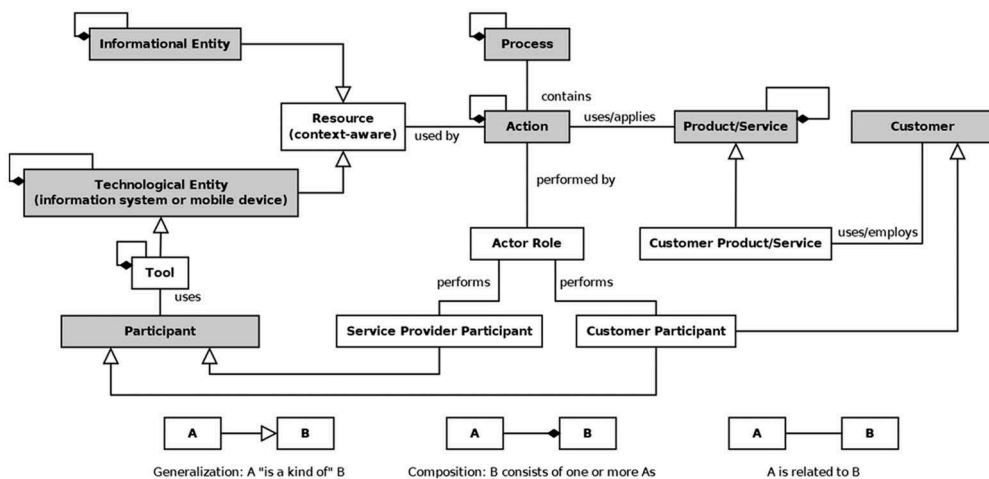 Informational Entity
Process
contains
Resource
(context-aware)
used by
Action
uses/applies
Product/Service
Customer
Technological Entity
(information system or mobile device)
performed by
Actor Role
Customer Product/Service
uses/employs
Tool
uses
performs
performs
Participant
Service Provider Participant
Customer Participant
A
B
A
B
A
B
Generalization: A "is a kind of" B
Composition: B consists of one or more As
A is related to B